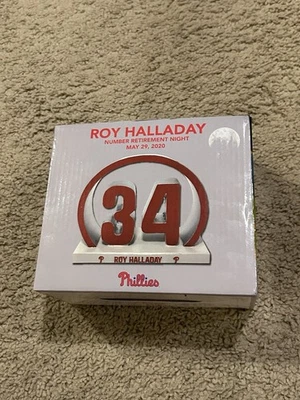 ROY HALLADAY
NUMBER RETIREMENT NIGHT
MAY 29, 2020
34
P ROY HALLADAY P
Phillies